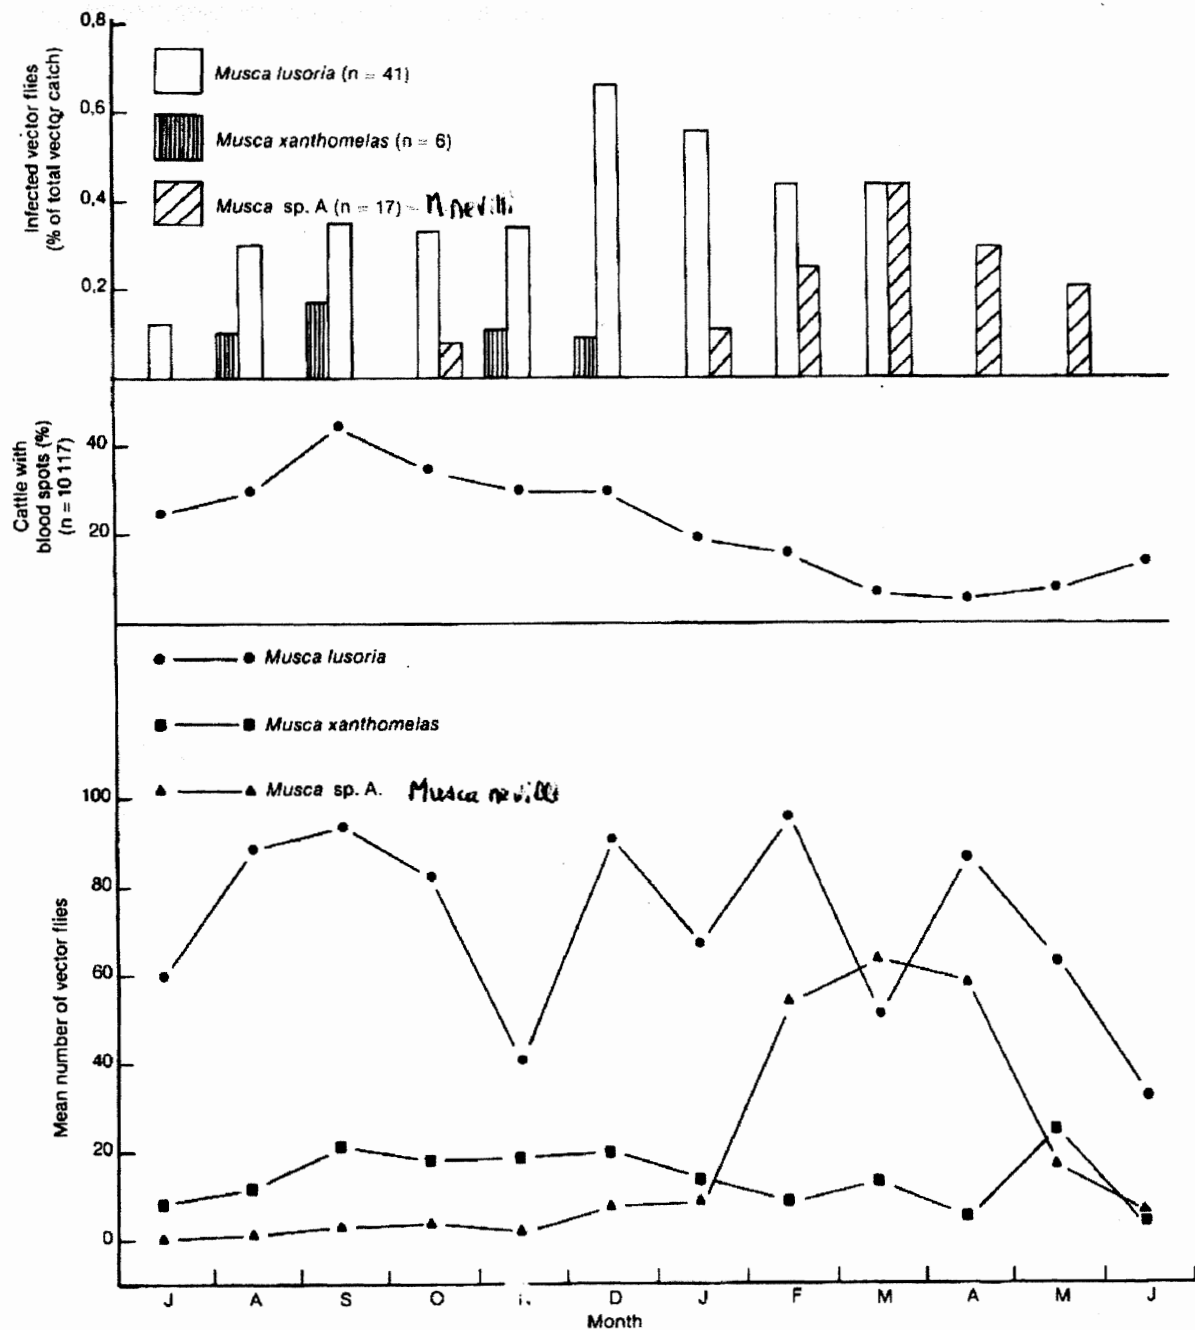 0,8
0,6
0,4
0,2
Infected vector flies
(% of total vector catch)
Musca lusoria (n = 41)
Musca xanthomelas (n = 6)
Musca sp. A (n = 17) – M. nevilli
Cattle with
blood spots (%)
(n = 10 117)
40
20
Musca lusoria
Musca xanthomelas
Musca sp. A. Musca nevilli
Mean number of vector flies
100
80
60
40
20
0
J A S O N D J F M A M J
Month